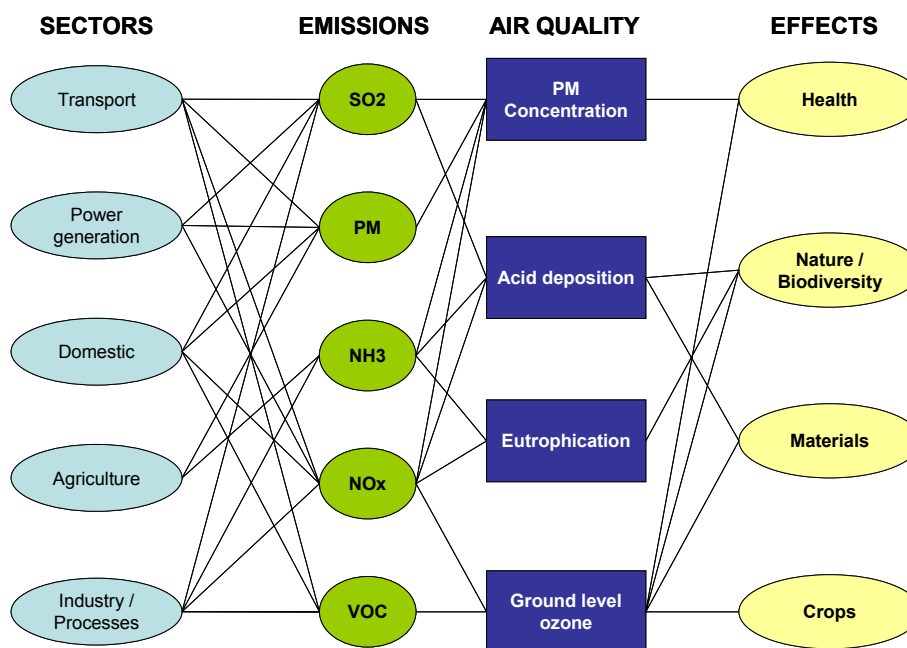 SECTORS
EMISSIONS
AIR QUALITY
EFFECTS
Transport
SO2
PM
Concentration
Health
Power
generation
PM
Acid deposition
Nature /
Biodiversity
Domestic
NH3
Eutrophication
Materials
Agriculture
NOx
Industry /
Processes
VOC
Ground level
ozone
Crops